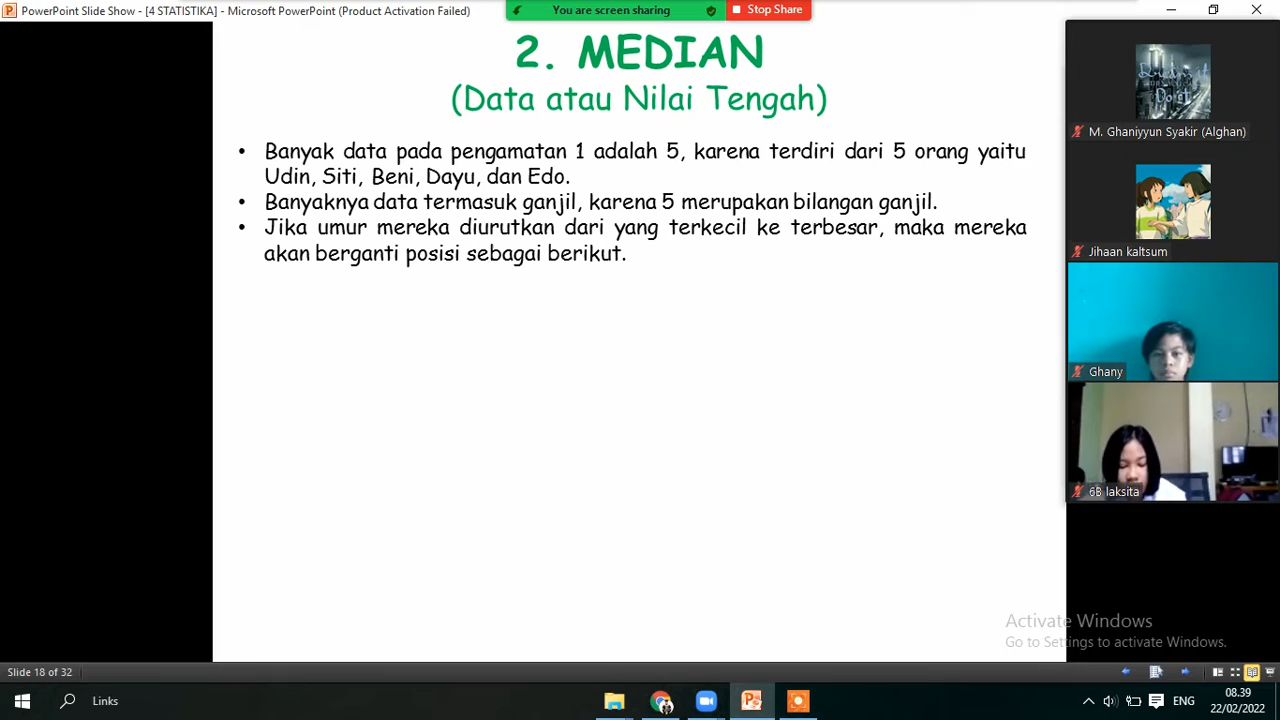 PowerPoint Slide Show - [4 STATISTIKA] - Microsoft PowerPoint (Product Activation Failed)
You are screen sharing
Stop Share
2. MEDIAN
(Data atau Nilai Tengah)
• Banyak data pada pengamatan 1 adalah 5, karena terdiri dari 5 orang yaitu
Udin, Siti, Beni, Dayu, dan Edo.
• Banyaknya data termasuk ganjil, karena 5 merupakan bilangan ganjil.
• Jika umur mereka diurutkan dari yang terkecil ke terbesar, maka mereka
akan berganti posisi sebagai berikut.
M. Ghaniyyun Syakir (Alghan)
Jihaan kaltsum
Ghany
6B laksita
Activate Windows
Go to Settings to activate Windows.
Slide 18 of 32
Links
ENG
08.39
22/02/2022